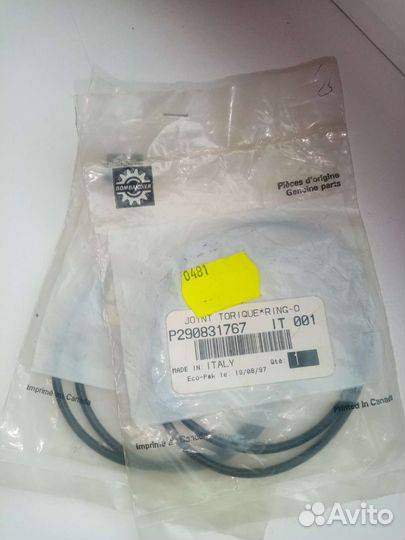 BOMBARDIER
Pièces d'origine
Genuine parts
0481
JOINT TORIQUE*RING-O
P290831767 IT 001
MADE IN: ITALY Qté 1
Eco-Pak le. 19/08/97
Imprimé au Canada
Printed in Canada
Imprimé au Canada
Avito